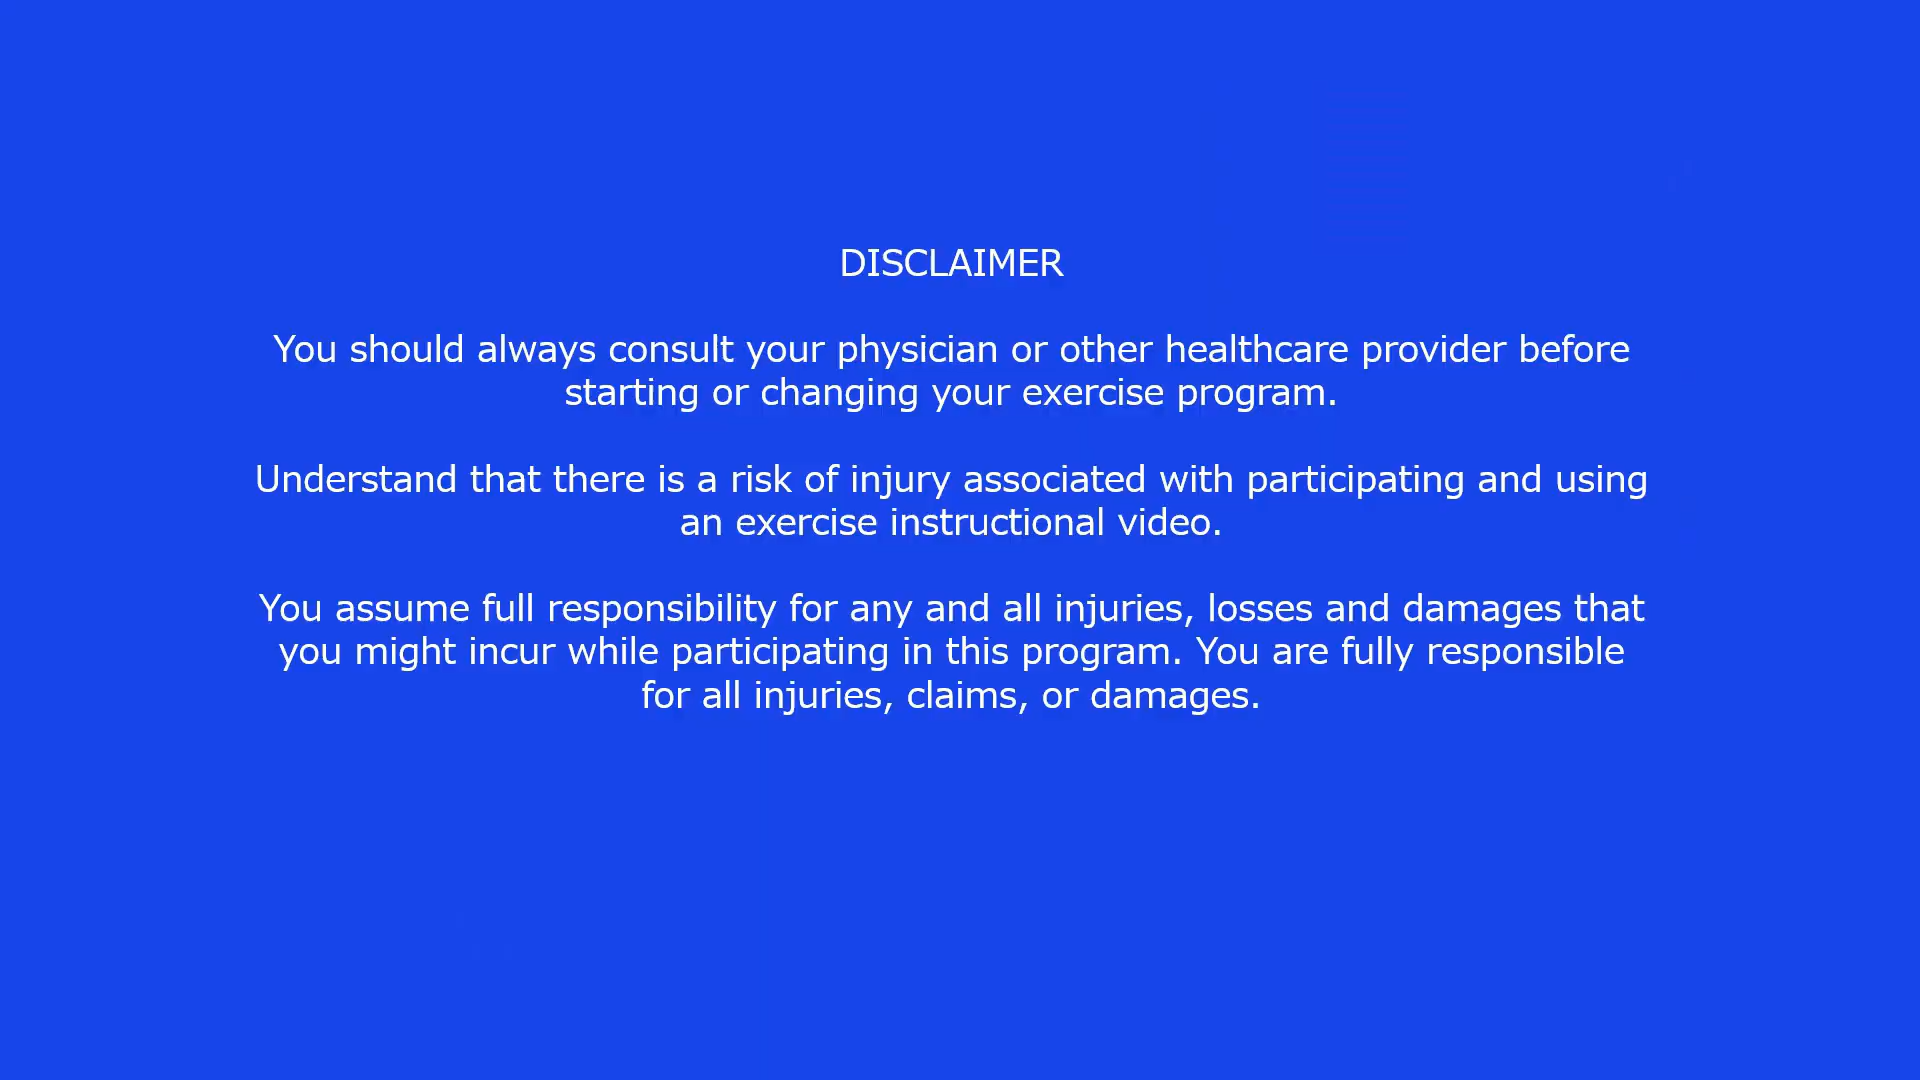 DISCLAIMER
You should always consult your physician or other healthcare provider before
starting or changing your exercise program.
Understand that there is a risk of injury associated with participating and using
an exercise instructional video.
You assume full responsibility for any and all injuries, losses and damages that
you might incur while participating in this program. You are fully responsible
for all injuries, claims, or damages.